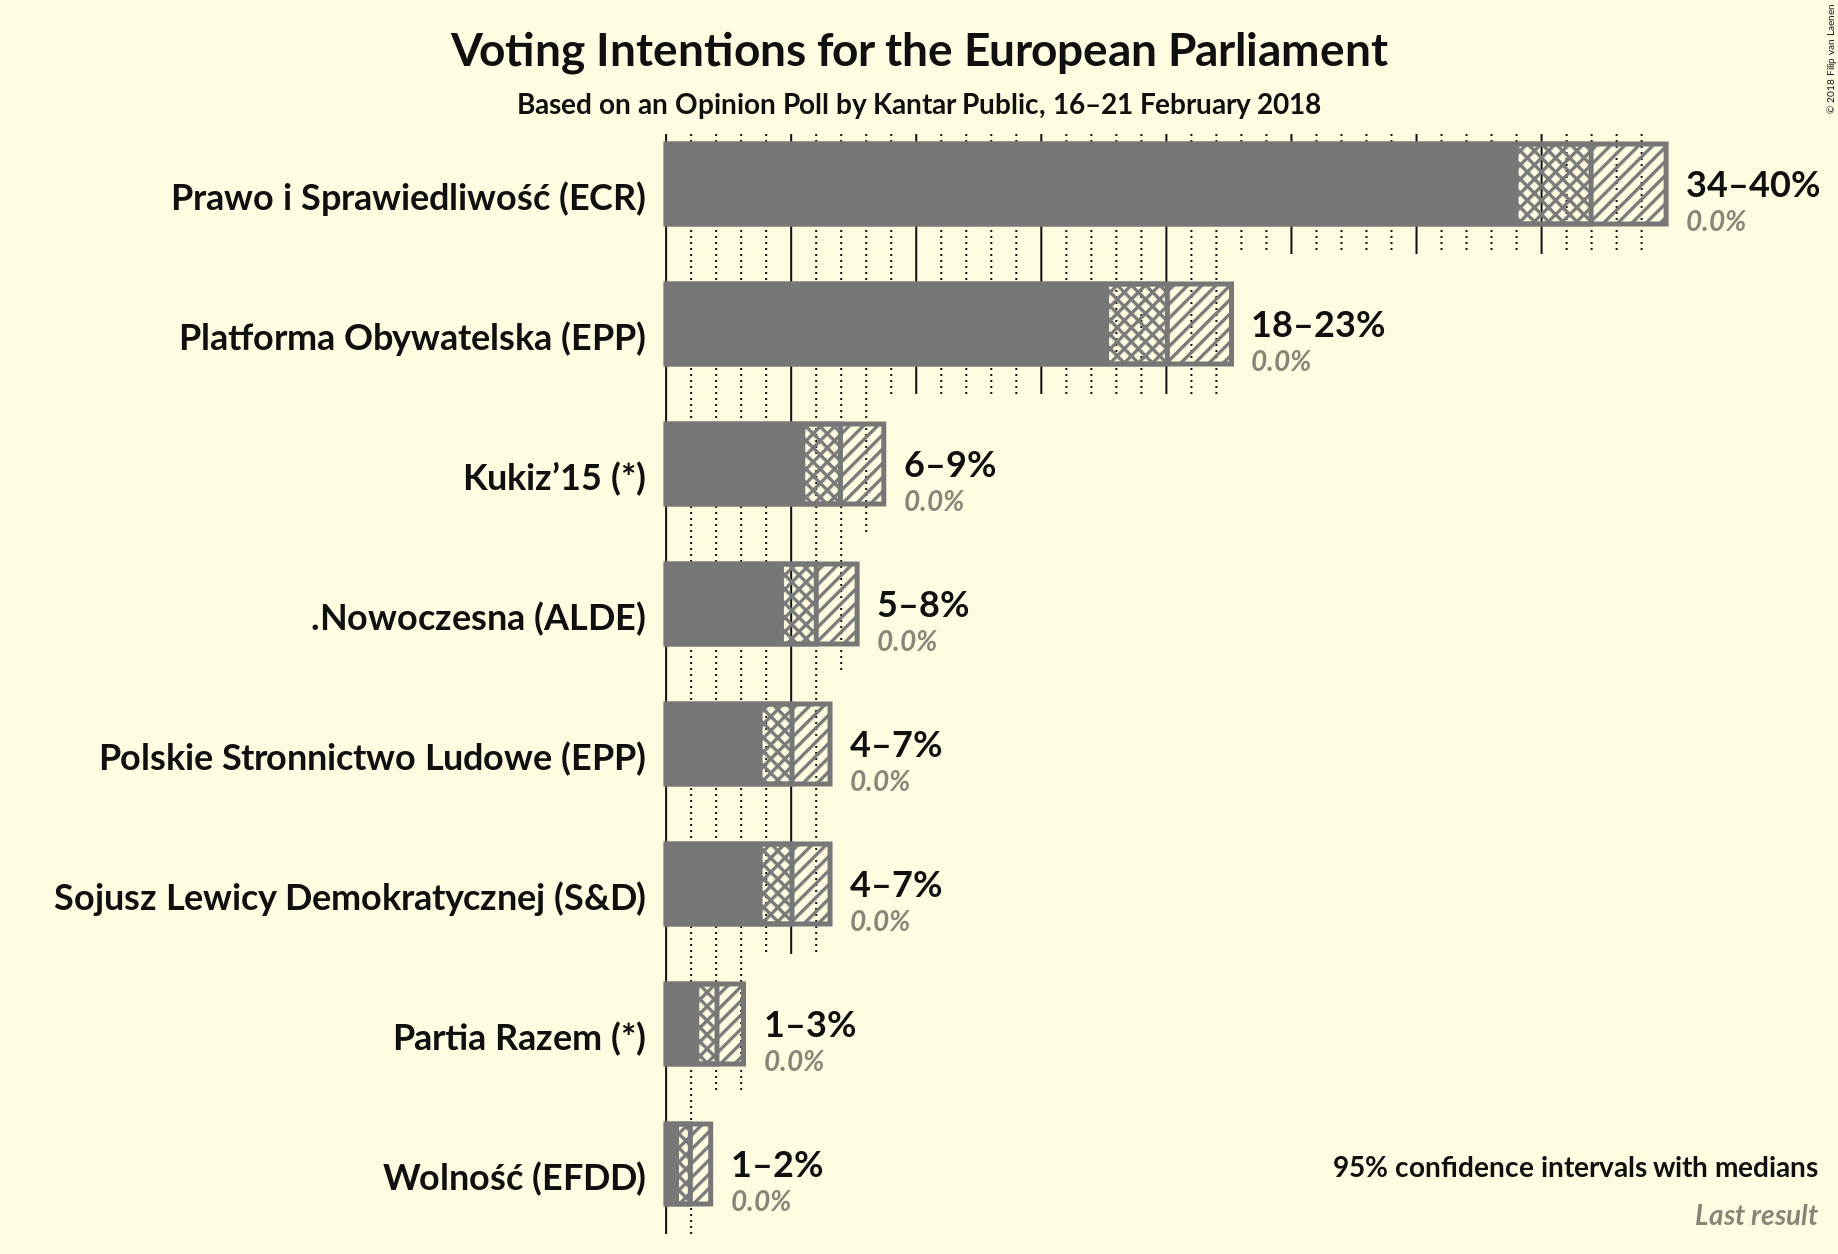 Voting Intentions for the European Parliament
Based on an Opinion Poll by Kantar Public, 16–21 February 2018
© 2018 Filip van Laenen
Prawo i Sprawiedliwość (ECR)
34–40%
0.0%
Platforma Obywatelska (EPP)
18–23%
0.0%
Kukiz’15 (*)
6–9%
0.0%
.Nowoczesna (ALDE)
5–8%
0.0%
Polskie Stronnictwo Ludowe (EPP)
4–7%
0.0%
Sojusz Lewicy Demokratycznej (S&D)
4–7%
0.0%
Partia Razem (*)
1–3%
0.0%
Wolność (EFDD)
1–2%
0.0%
95% confidence intervals with medians
Last result